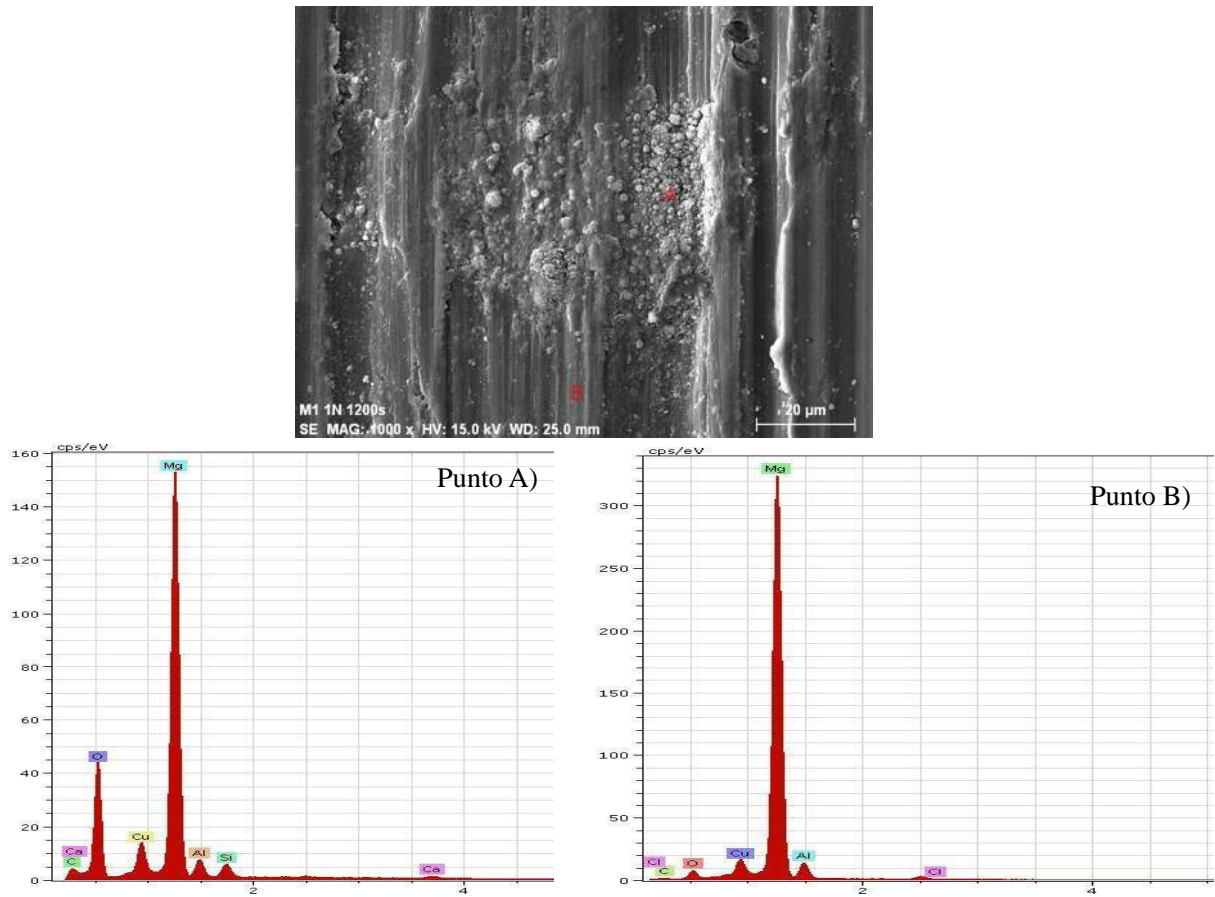 A
B
M1 1N 1200s
SE MAG: 1000 x HV: 15.0 kV WD: 25.0 mm
20 µm
cps/eV
Punto A)
160
140
120
100
80
60
40
20
0
Mg
O
Cu
Al
Si
Ca
C
Ca
2
4
cps/eV
Punto B)
300
250
200
150
100
50
0
Mg
Cl
C
O
Cu
Al
Cl
2
4